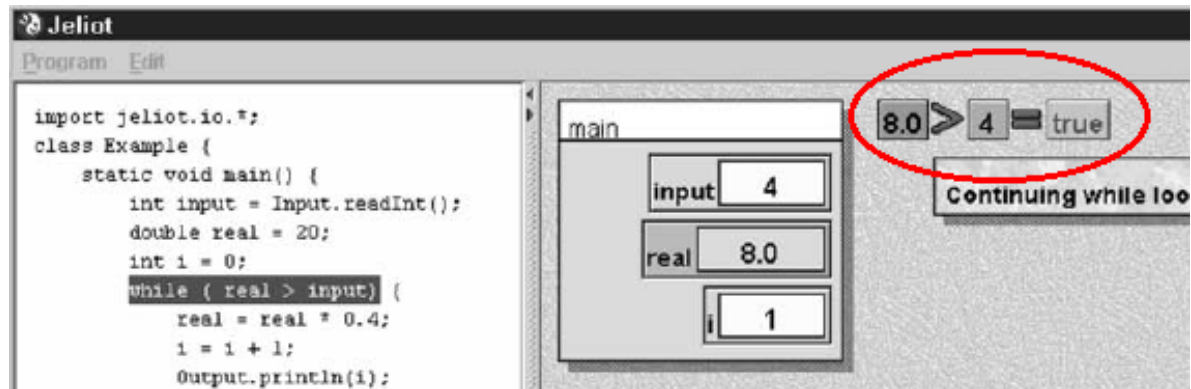 Jeliot
Program Edit
import jeliot.io.*;
class Example {
static void main() {
int input = Input.readInt();
double real = 20;
int i = 0;
while ( real > input) {
real = real * 0.4;
i = i + 1;
Output.println(i);
main
input 4
real 8.0
i 1
8.0 > 4 = true
Continuing while loo